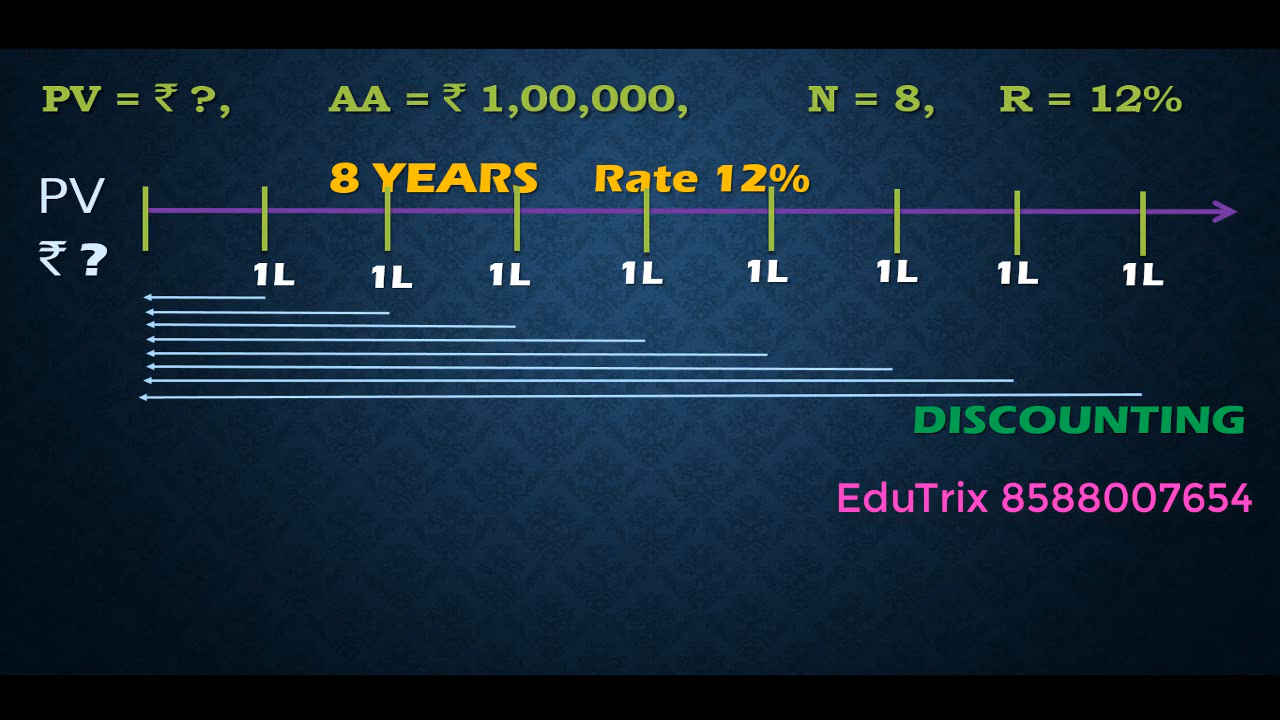 PV = ₹ ?, AA = ₹ 1,00,000, N = 8, R = 12%
8 YEARS Rate 12%
PV
₹ ?
1L 1L 1L 1L 1L 1L 1L 1L
DISCOUNTING
EduTrix 8588007654